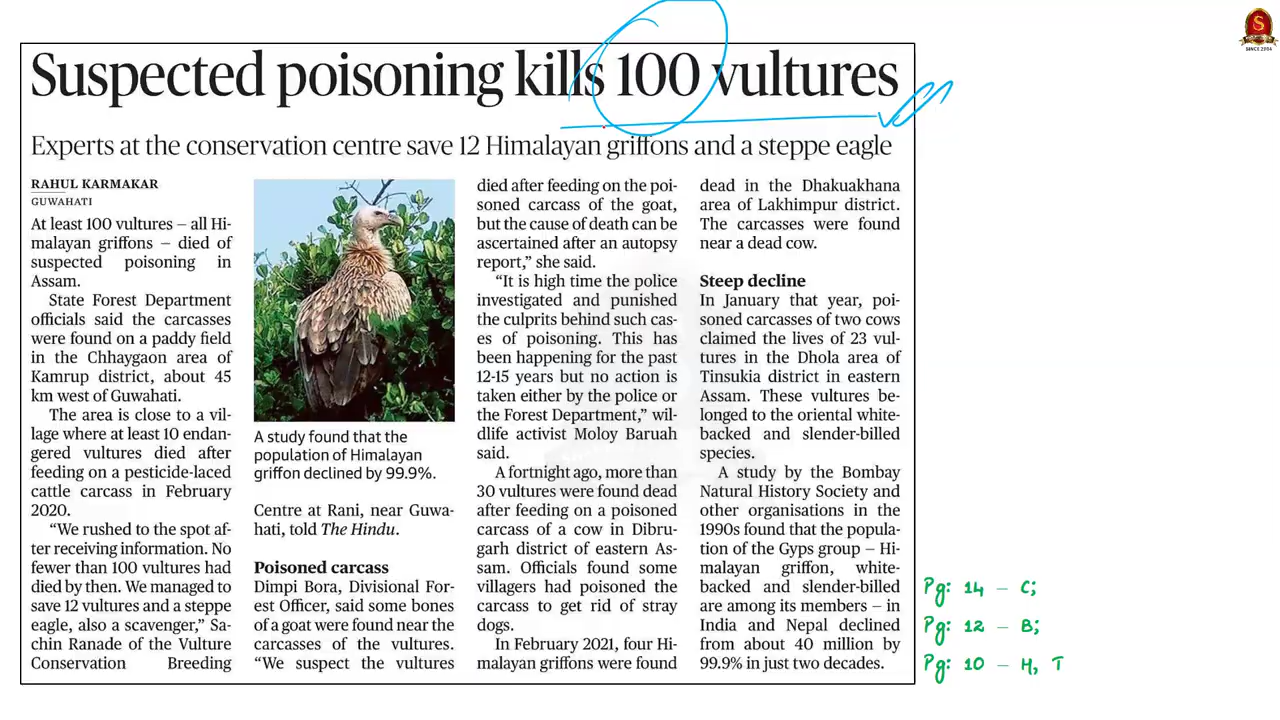 Suspected poisoning kills 100 vultures
Experts at the conservation centre save 12 Himalayan griffons and a steppe eagle
RAHUL KARMAKAR
GUWAHATI
At least 100 vultures – all Hi-
malayan griffons – died of
suspected poisoning in
Assam.
State Forest Department
officials said the carcasses
were found on a paddy field
in the Chhaygaon area of
Kamrup district, about 45
km west of Guwahati.
The area is close to a vil-
lage where at least 10 endan-
gered vultures died after
feeding on a pesticide-laced
cattle carcass in February
2020.
“We rushed to the spot af-
ter receiving information. No
fewer than 100 vultures had
died by then. We managed to
save 12 vultures and a steppe
eagle, also a scavenger,” Sa-
chin Ranade of the Vulture
Conservation Breeding
A study found that the
population of Himalayan
griffon declined by 99.9%.
Centre at Rani, near Guwa-
hati, told The Hindu.
Poisoned carcass
Dimpi Bora, Divisional For-
est Officer, said some bones
of a goat were found near the
carcasses of the vultures.
“We suspect the vultures
died after feeding on the poi-
soned carcass of the goat,
but the cause of death can be
ascertained after an autopsy
report,” she said.
“It is high time the police
investigated and punished
the culprits behind such cas-
es of poisoning. This has
been happening for the past
12-15 years but no action is
taken either by the police or
the Forest Department,” wil-
dlife activist Moloy Baruah
said.
A fortnight ago, more than
30 vultures were found dead
after feeding on a poisoned
carcass of a cow in Dibru-
garh district of eastern As-
sam. Officials found some
villagers had poisoned the
carcass to get rid of stray
dogs.
In February 2021, four Hi-
malayan griffons were found
dead in the Dhakuakhana
area of Lakhimpur district.
The carcasses were found
near a dead cow.
Steep decline
In January that year, poi-
soned carcasses of two cows
claimed the lives of 23 vul-
tures in the Dhola area of
Tinsukia district in eastern
Assam. These vultures be-
longed to the oriental white-
backed and slender-billed
species.
A study by the Bombay
Natural History Society and
other organisations in the
1990s found that the popula-
tion of the Gyps group – Hi-
malayan griffon, white-
backed and slender-billed
are among its members – in
India and Nepal declined
from about 40 million by
99.9% in just two decades.
Pg: 14 – C;
Pg: 12 – B;
Pg: 10 – H, T
S
SINCE 2004